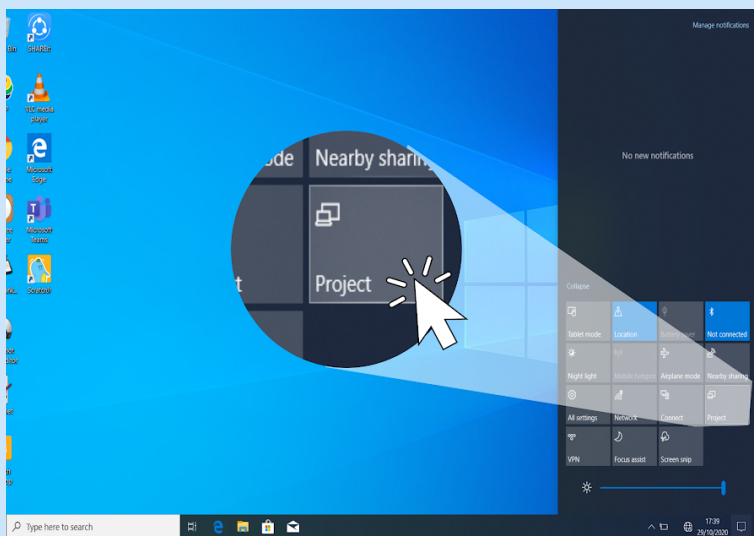 Manage notifications
Bin
SHAREit
VLC media
player
Microsoft
Edge
Microsoft
Teams
Scratch
No new notifications
ode
Nearby sharing
t
Project
Collapse
Tablet mode
Location
Battery saver
Not connected
Night light
Mobile hotspot
Airplane mode
Nearby sharing
All settings
Network
Connect
Project
VPN
Focus assist
Screen snip
Type here to search
17:39
29/10/2020